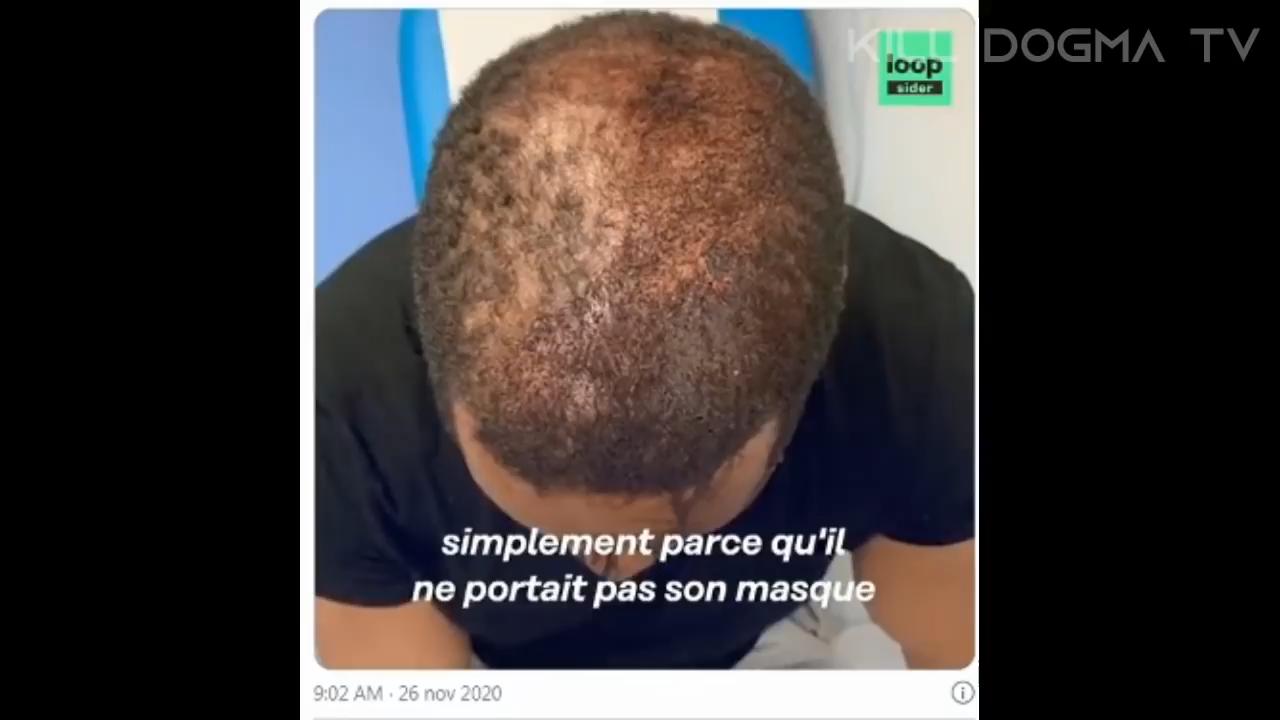 KILL DOGMA TV
loop
sider
simplement parce qu'il
ne portait pas son masque
9:02 AM · 26 nov 2020